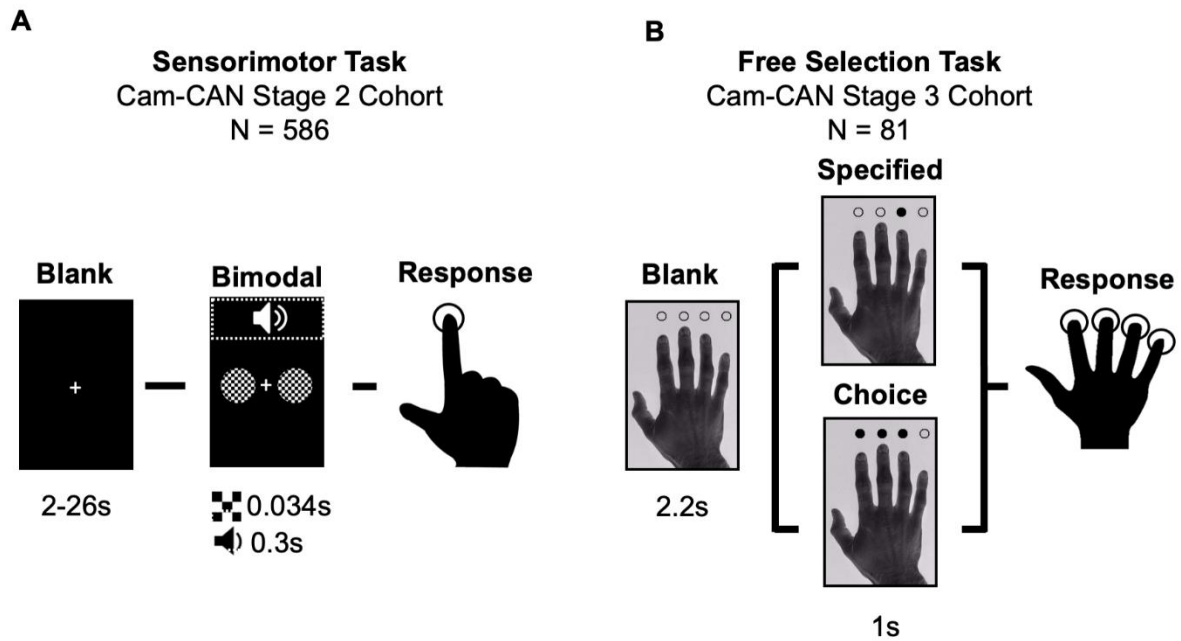 A
Sensorimotor Task
Cam-CAN Stage 2 Cohort
N = 586
Blank
Bimodal
Response
2-26s
0.034s
0.3s
B
Free Selection Task
Cam-CAN Stage 3 Cohort
N = 81
Specified
Blank
Response
Choice
2.2s
1s